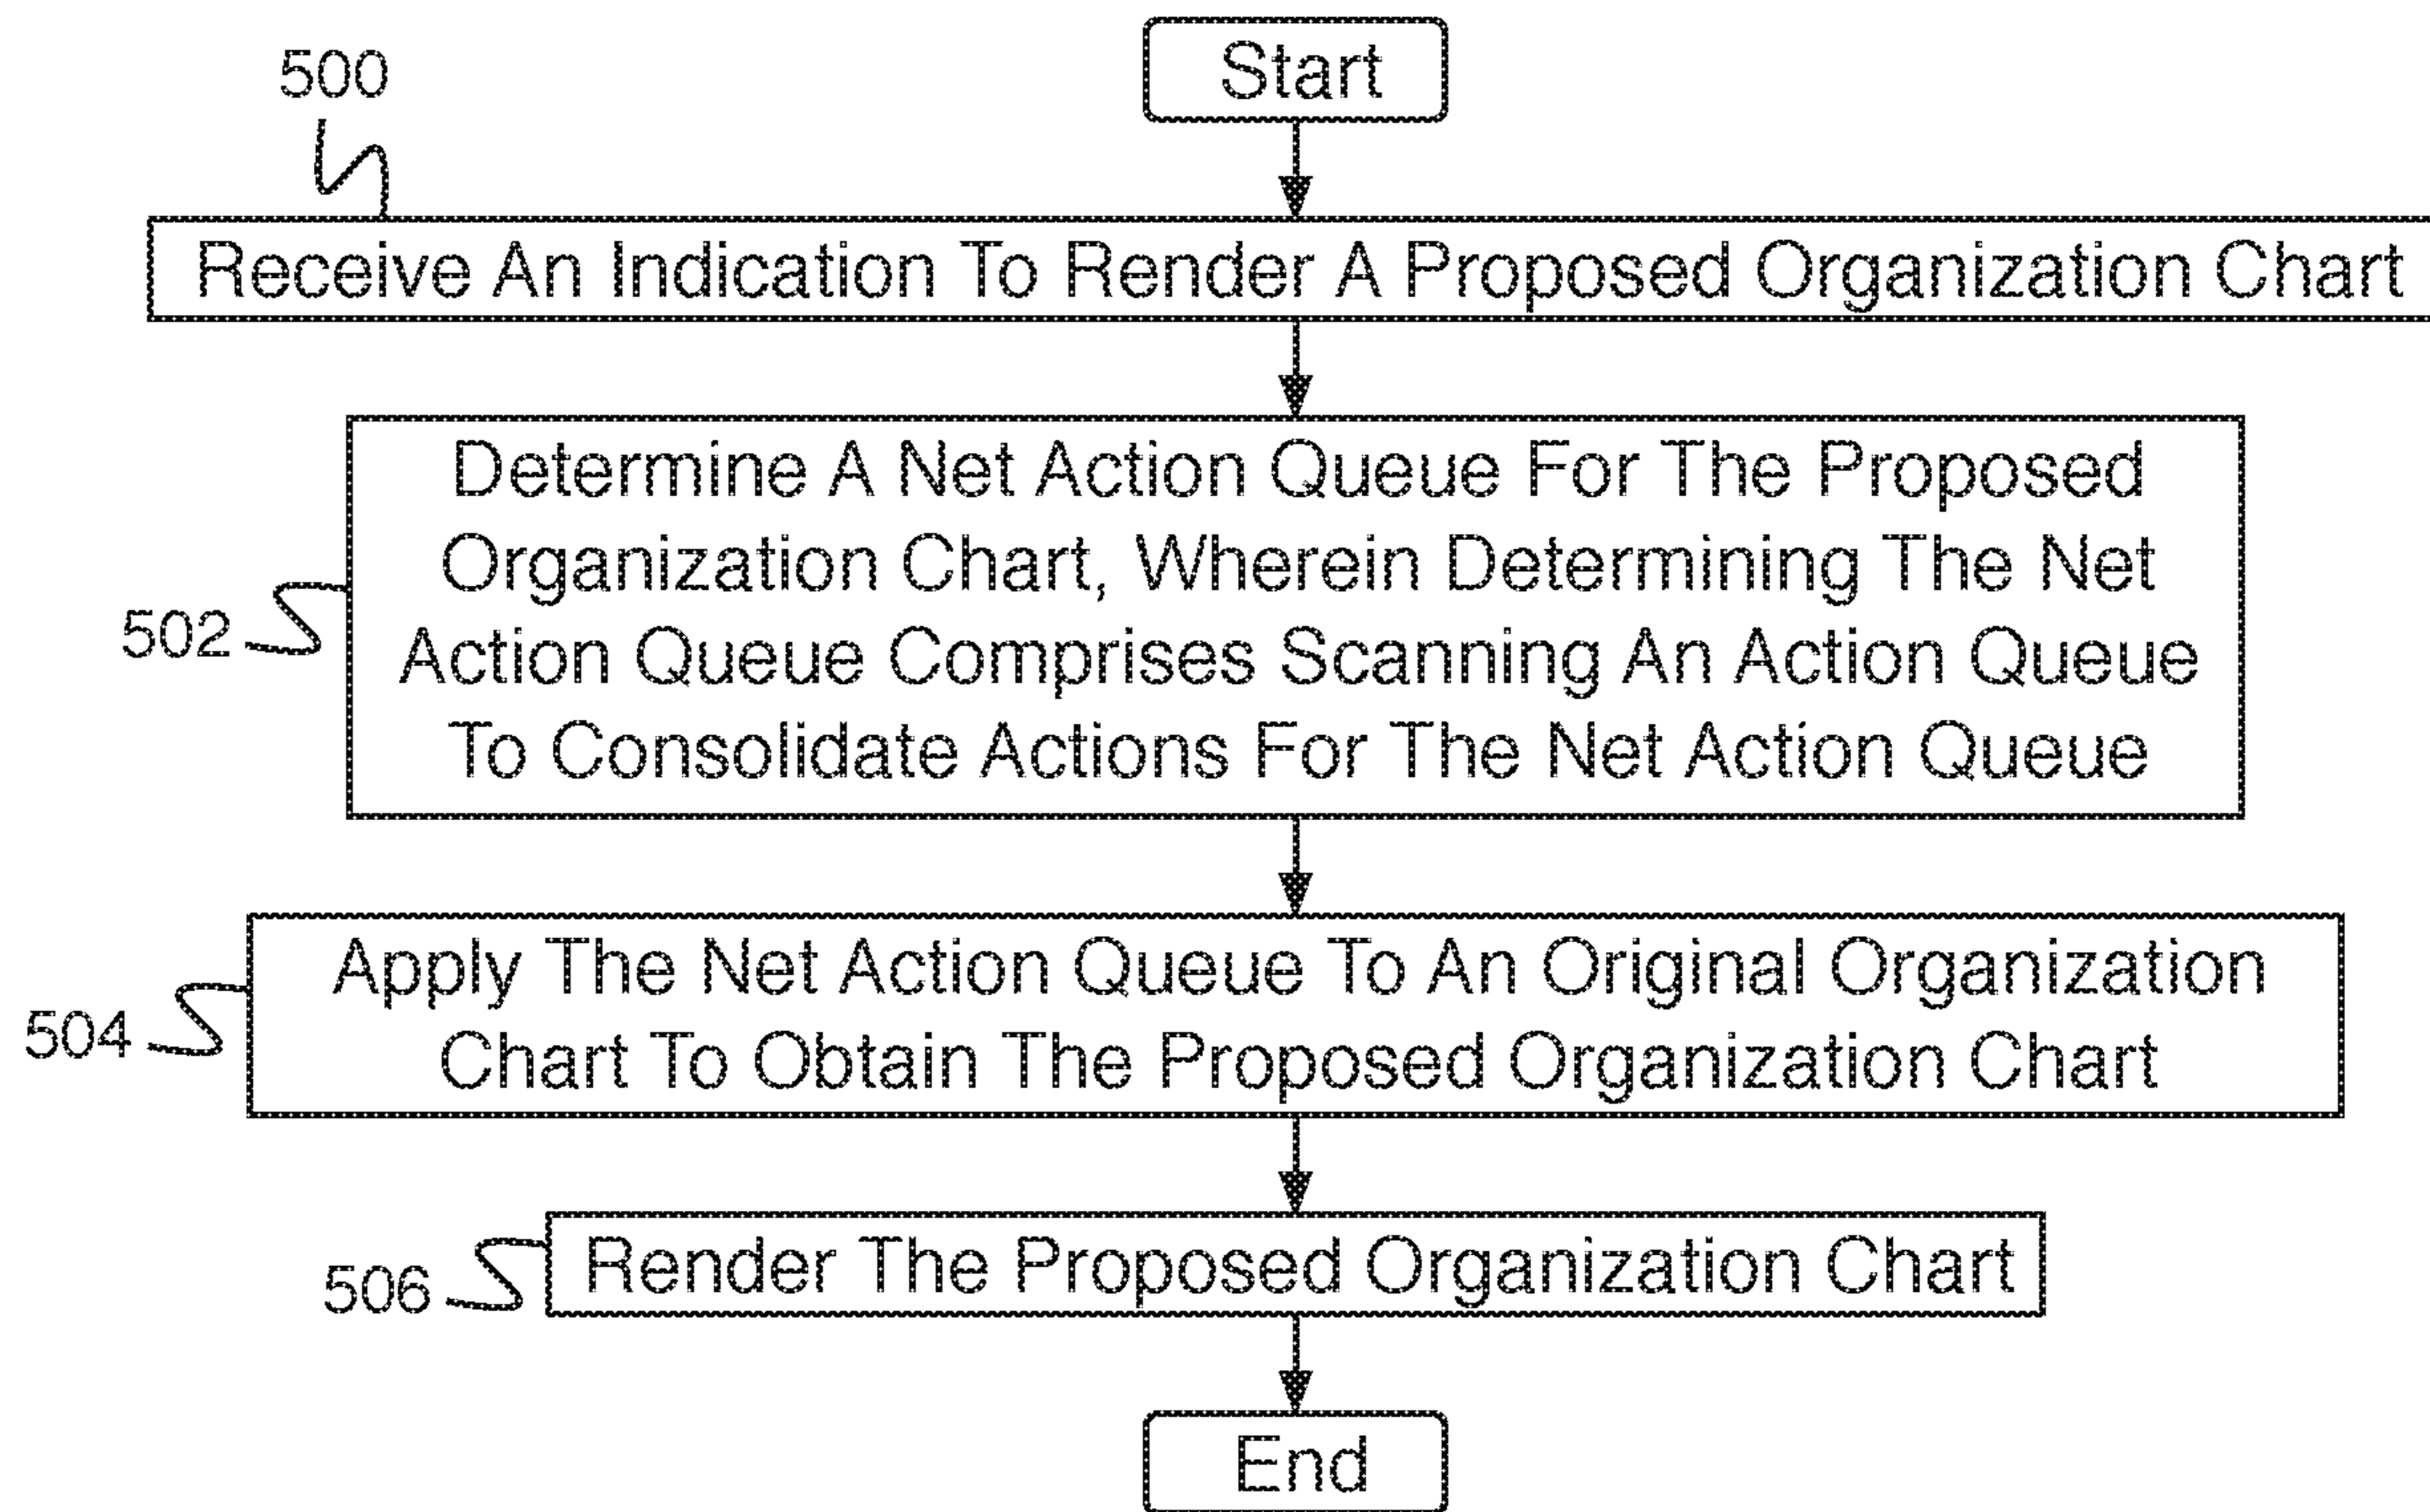 Start
500
Receive An Indication To Render A Proposed Organization Chart
Determine A Net Action Queue For The Proposed
Organization Chart, Wherein Determining The Net
502
Action Queue Comprises Scanning An Action Queue
To Consolidate Actions For The Net Action Queue
Apply The Net Action Queue To An Original Organization
504
Chart To Obtain The Proposed Organization Chart
Render The Proposed Organization Chart
506
End